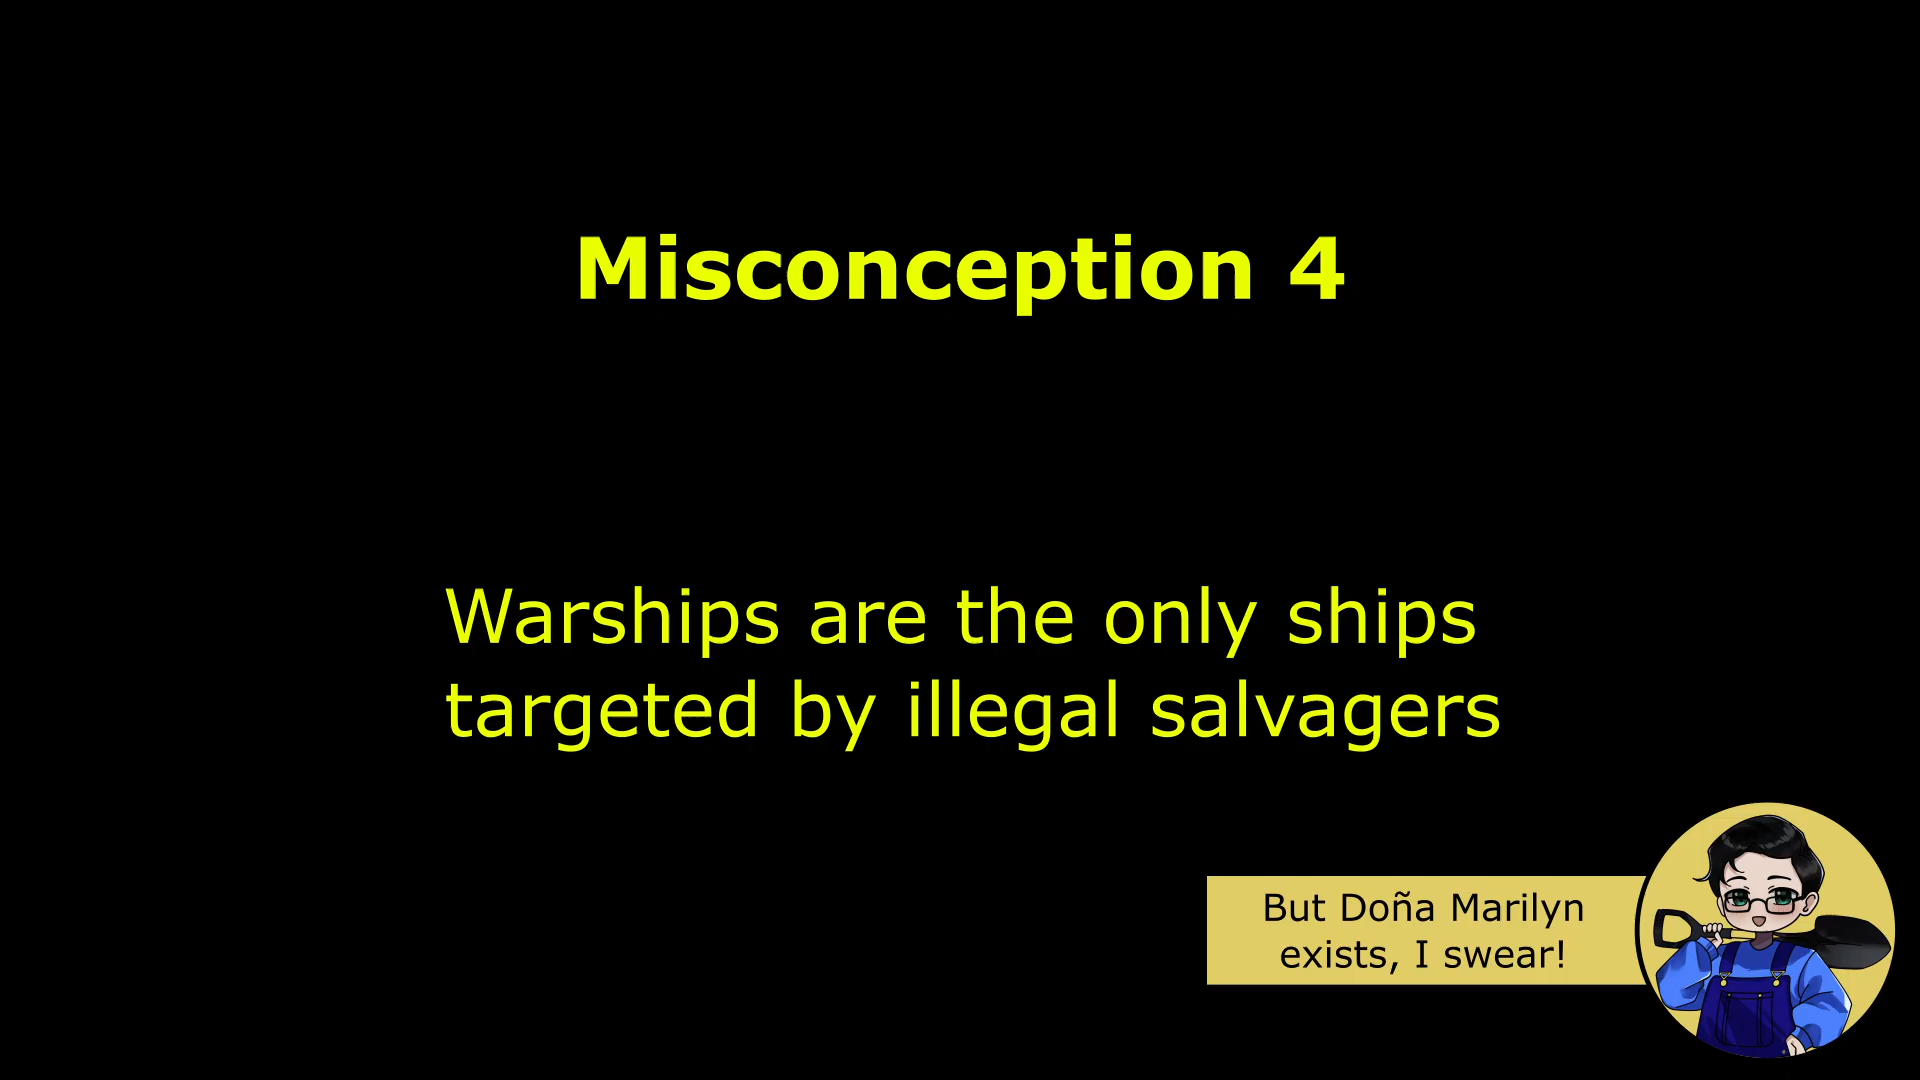 Misconception 4
Warships are the only ships
targeted by illegal salvagers
But Doña Marilyn
exists, I swear!